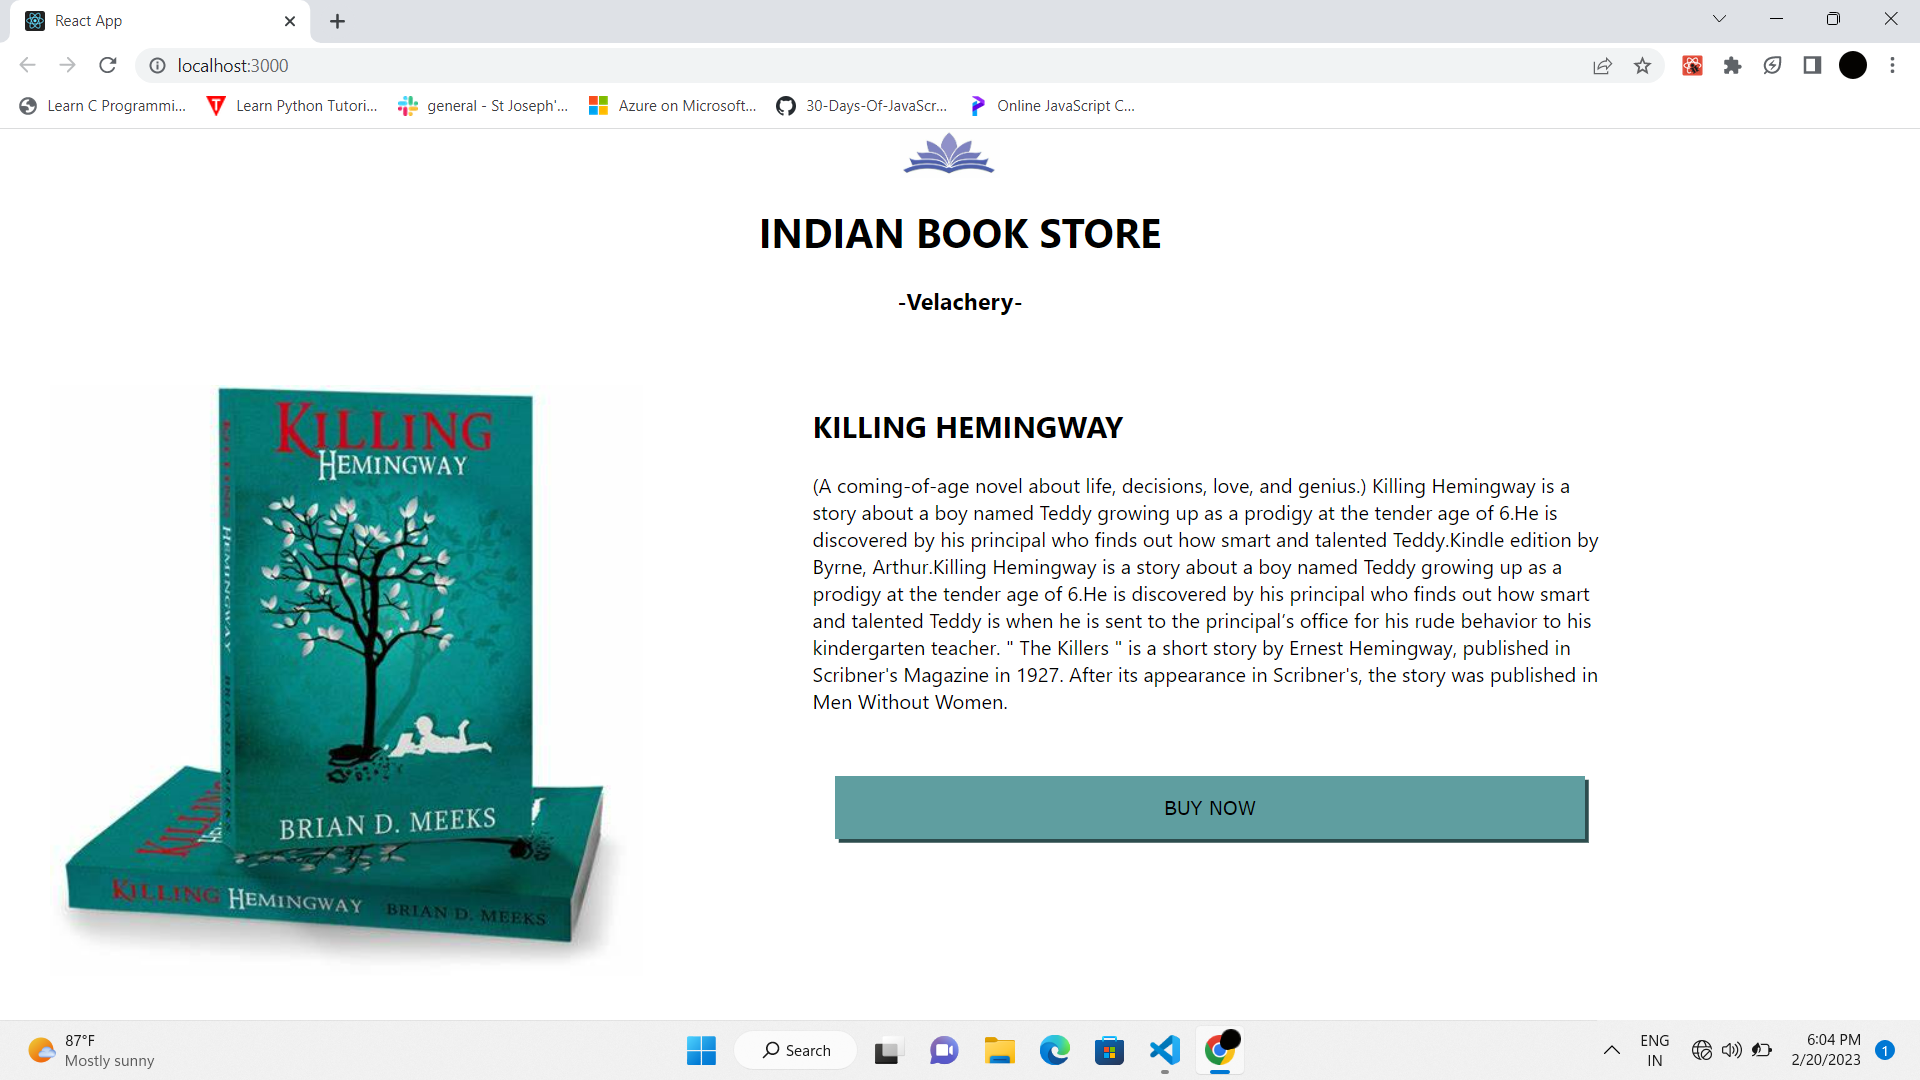 React App
localhost:3000
Learn C Programmi...
Learn Python Tutori...
general - St Joseph'...
Azure on Microsoft...
30-Days-Of-JavaScr...
Online JavaScript C...
INDIAN BOOK STORE
-Velachery-
KILLING
HEMINGWAY
KILLING HEMINGWAY BRIAN D. MEEKS
BRIAN D. MEEKS
KILLING
KILLING HEMINGWAY BRIAN D. MEEKS
KILLING HEMINGWAY
(A coming-of-age novel about life, decisions, love, and genius.) Killing Hemingway is a
story about a boy named Teddy growing up as a prodigy at the tender age of 6.He is
discovered by his principal who finds out how smart and talented Teddy.Kindle edition by
Byrne, Arthur.Killing Hemingway is a story about a boy named Teddy growing up as a
prodigy at the tender age of 6.He is discovered by his principal who finds out how smart
and talented Teddy is when he is sent to the principal’s office for his rude behavior to his
kindergarten teacher. " The Killers " is a short story by Ernest Hemingway, published in
Scribner's Magazine in 1927. After its appearance in Scribner's, the story was published in
Men Without Women.
BUY NOW
87°F
Mostly sunny
Search
ENG
IN
6:04 PM
2/20/2023
1